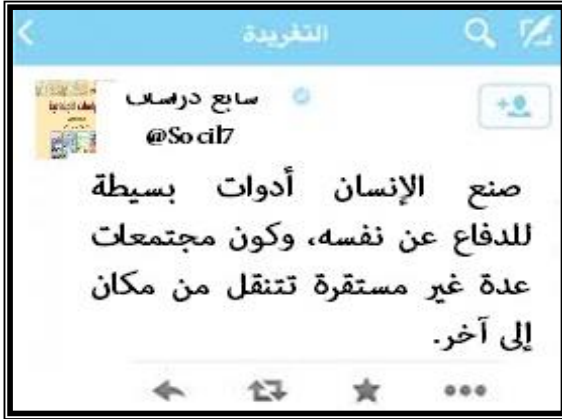 التغريدة
سابع دراسات
@Socil7
صنع الإنسان أدوات بسيطة
للدفاع عن نفسه، وكون مجتمعات
عدة غير مستقرة تتنقل من مكان
إلى آخر.